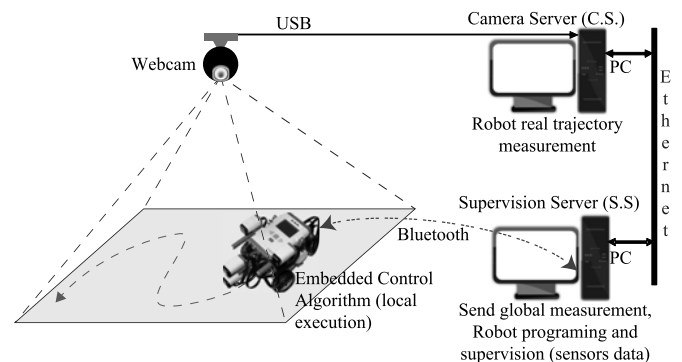 USB
Camera Server (C.S.)
Webcam
PC
Ethernet
Robot real trajectory
measurement
Supervision Server (S.S)
Bluetooth
PC
Embedded Control
Algorithm (local
execution)
Send global measurement,
Robot programing and
supervision (sensors data)